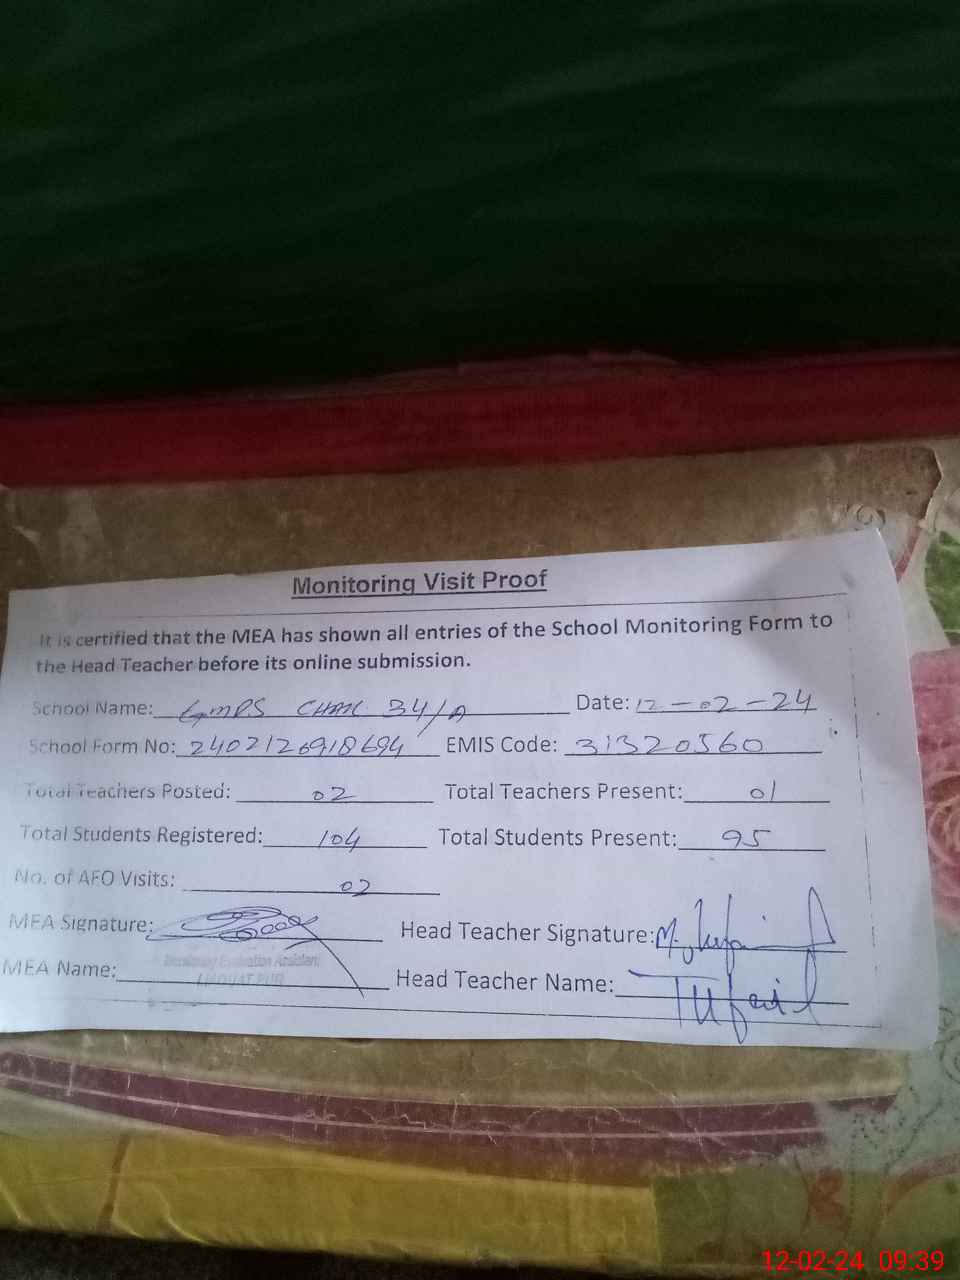 Monitoring Visit Proof
It is certified that the MEA has shown all entries of the School Monitoring Form to
the Head Teacher before its online submission.
School Name: GMPS CHAK 34/A Date: 12-02-24
School Form No: 2402126918694 EMIS Code: 31320560
Total Teachers Posted: 02 Total Teachers Present: 01
Total Students Registered: 104 Total Students Present: 95
No. of AEO Visits: 02
MEA Signature: Head Teacher Signature:
Monitoring Evaluation Assistant
MEA Name: Head Teacher Name: Tufail
12-02-24 09:39